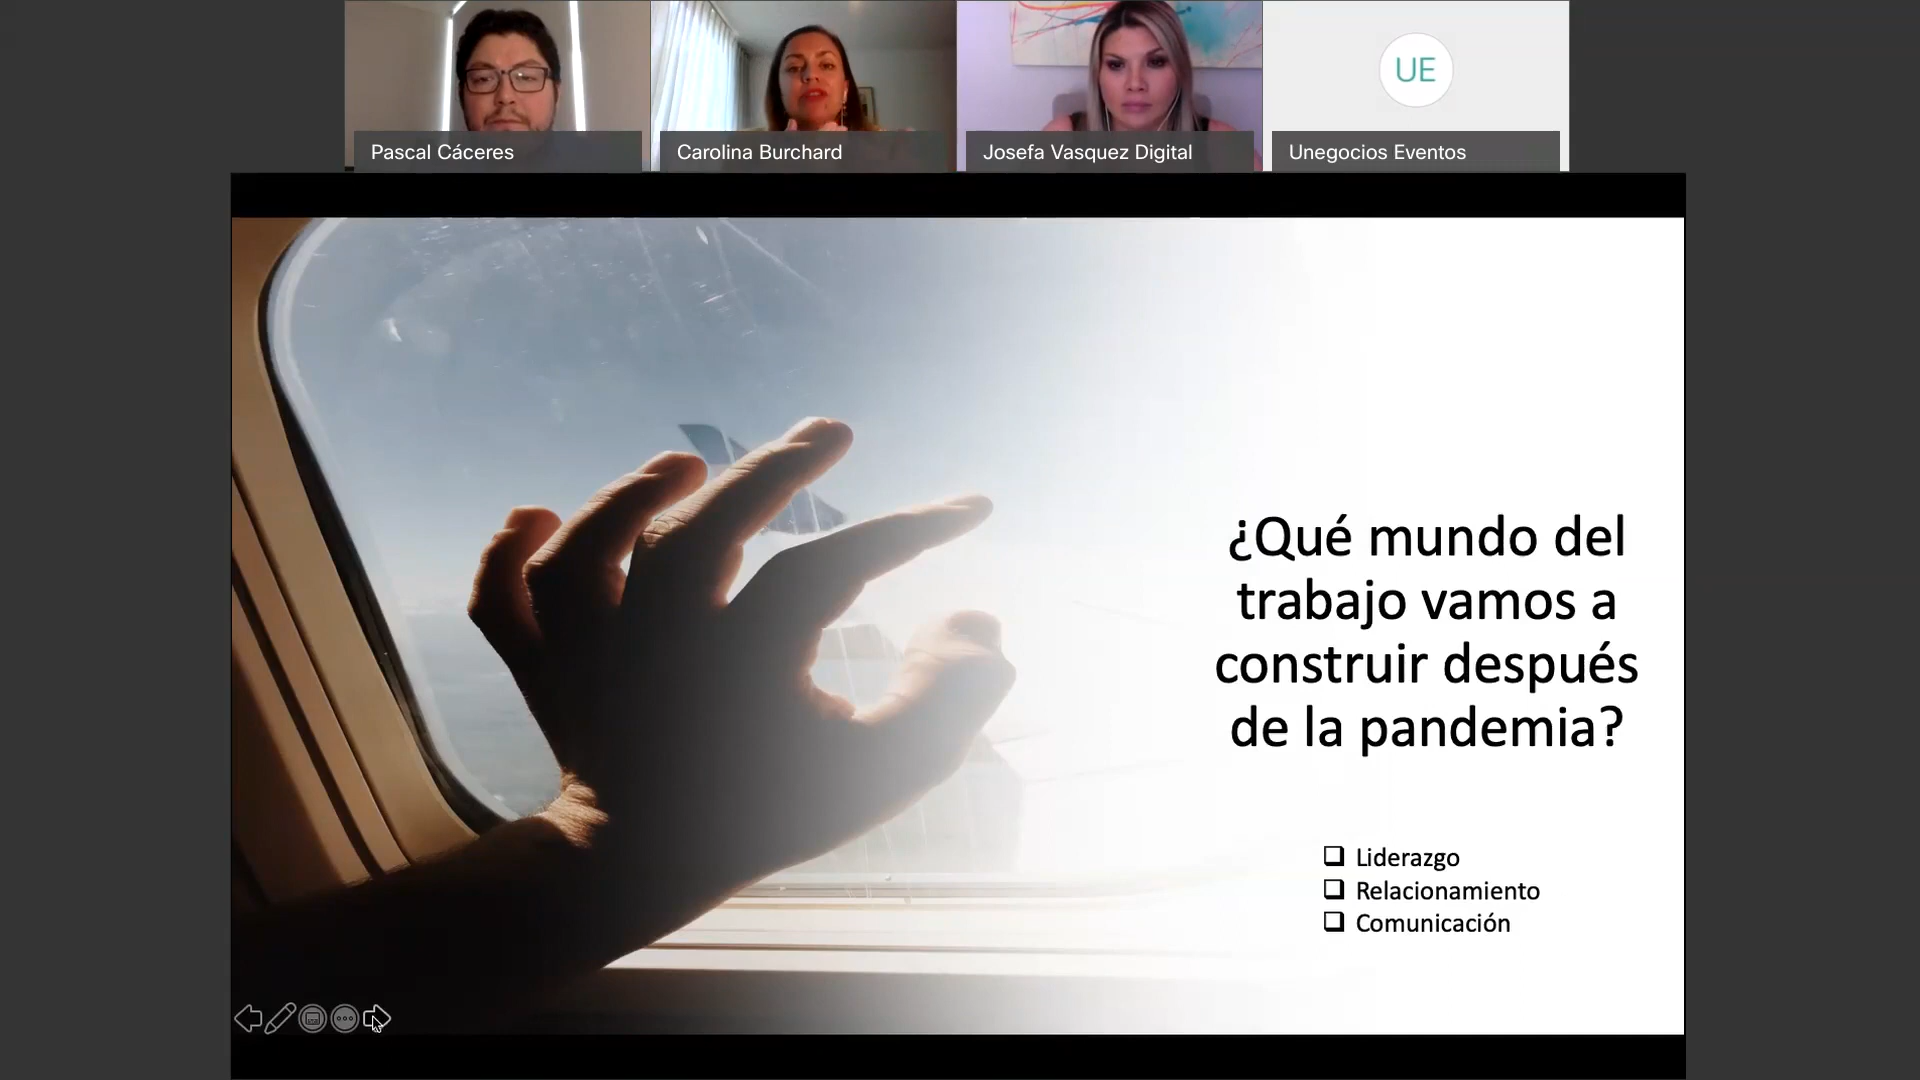 UE
Pascal Cáceres
Carolina Burchard
Josefa Vasquez Digital
Unegocios Eventos
¿Qué mundo del
trabajo vamos a
construir después
de la pandemia?
❑ Liderazgo
❑ Relacionamiento
❑ Comunicación